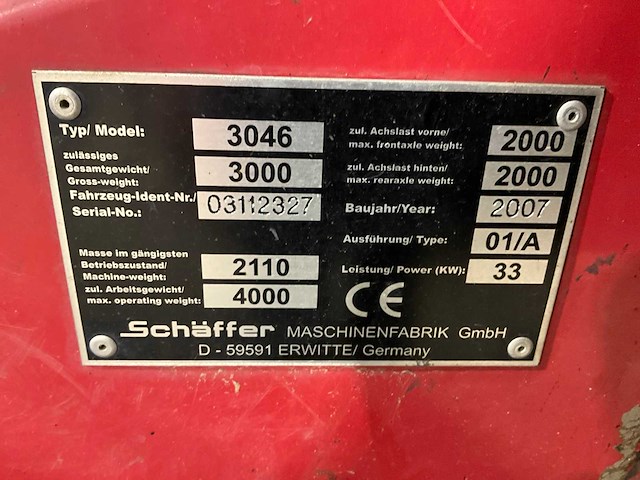 Typ/ Model: 3046
zulässiges
Gesamtgewicht/
Gross-weight: 3000
Fahrzeug-Ident-Nr./
Serial-No.: 03112327
Masse im gängigsten
Betriebszustand/
Machine-weight: 2110
zul. Arbeitsgewicht/
max. operating weight: 4000
zul. Achslast vorne/
max. frontaxle weight: 2000
zul. Achslast hinten/
max. rearaxle weight: 2000
Baujahr/Year: 2007
Ausführung/ Type: 01/A
Leistung/ Power (KW): 33
CE
Schäffer MASCHINENFABRIK GmbH
D - 59591 ERWITTE/ Germany